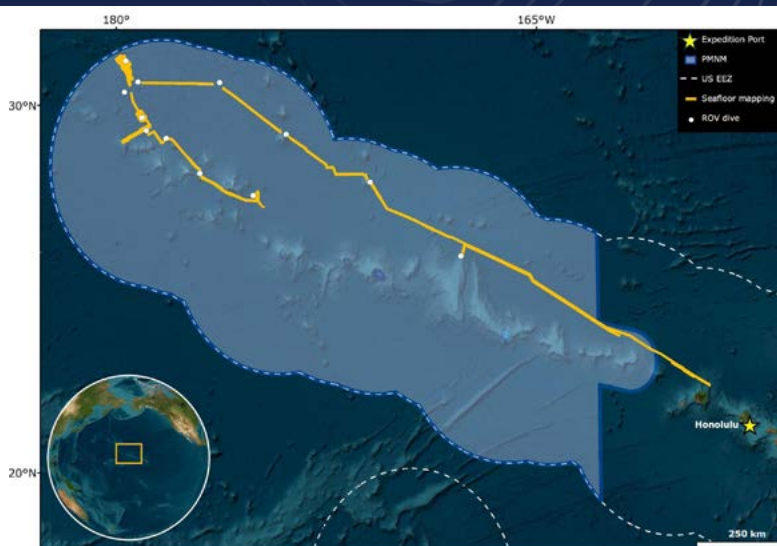 180°
165°W
Expedition Port
PMNM
US EEZ
Seafloor mapping
ROV dive
30°N
20°N
Honolulu
250 km